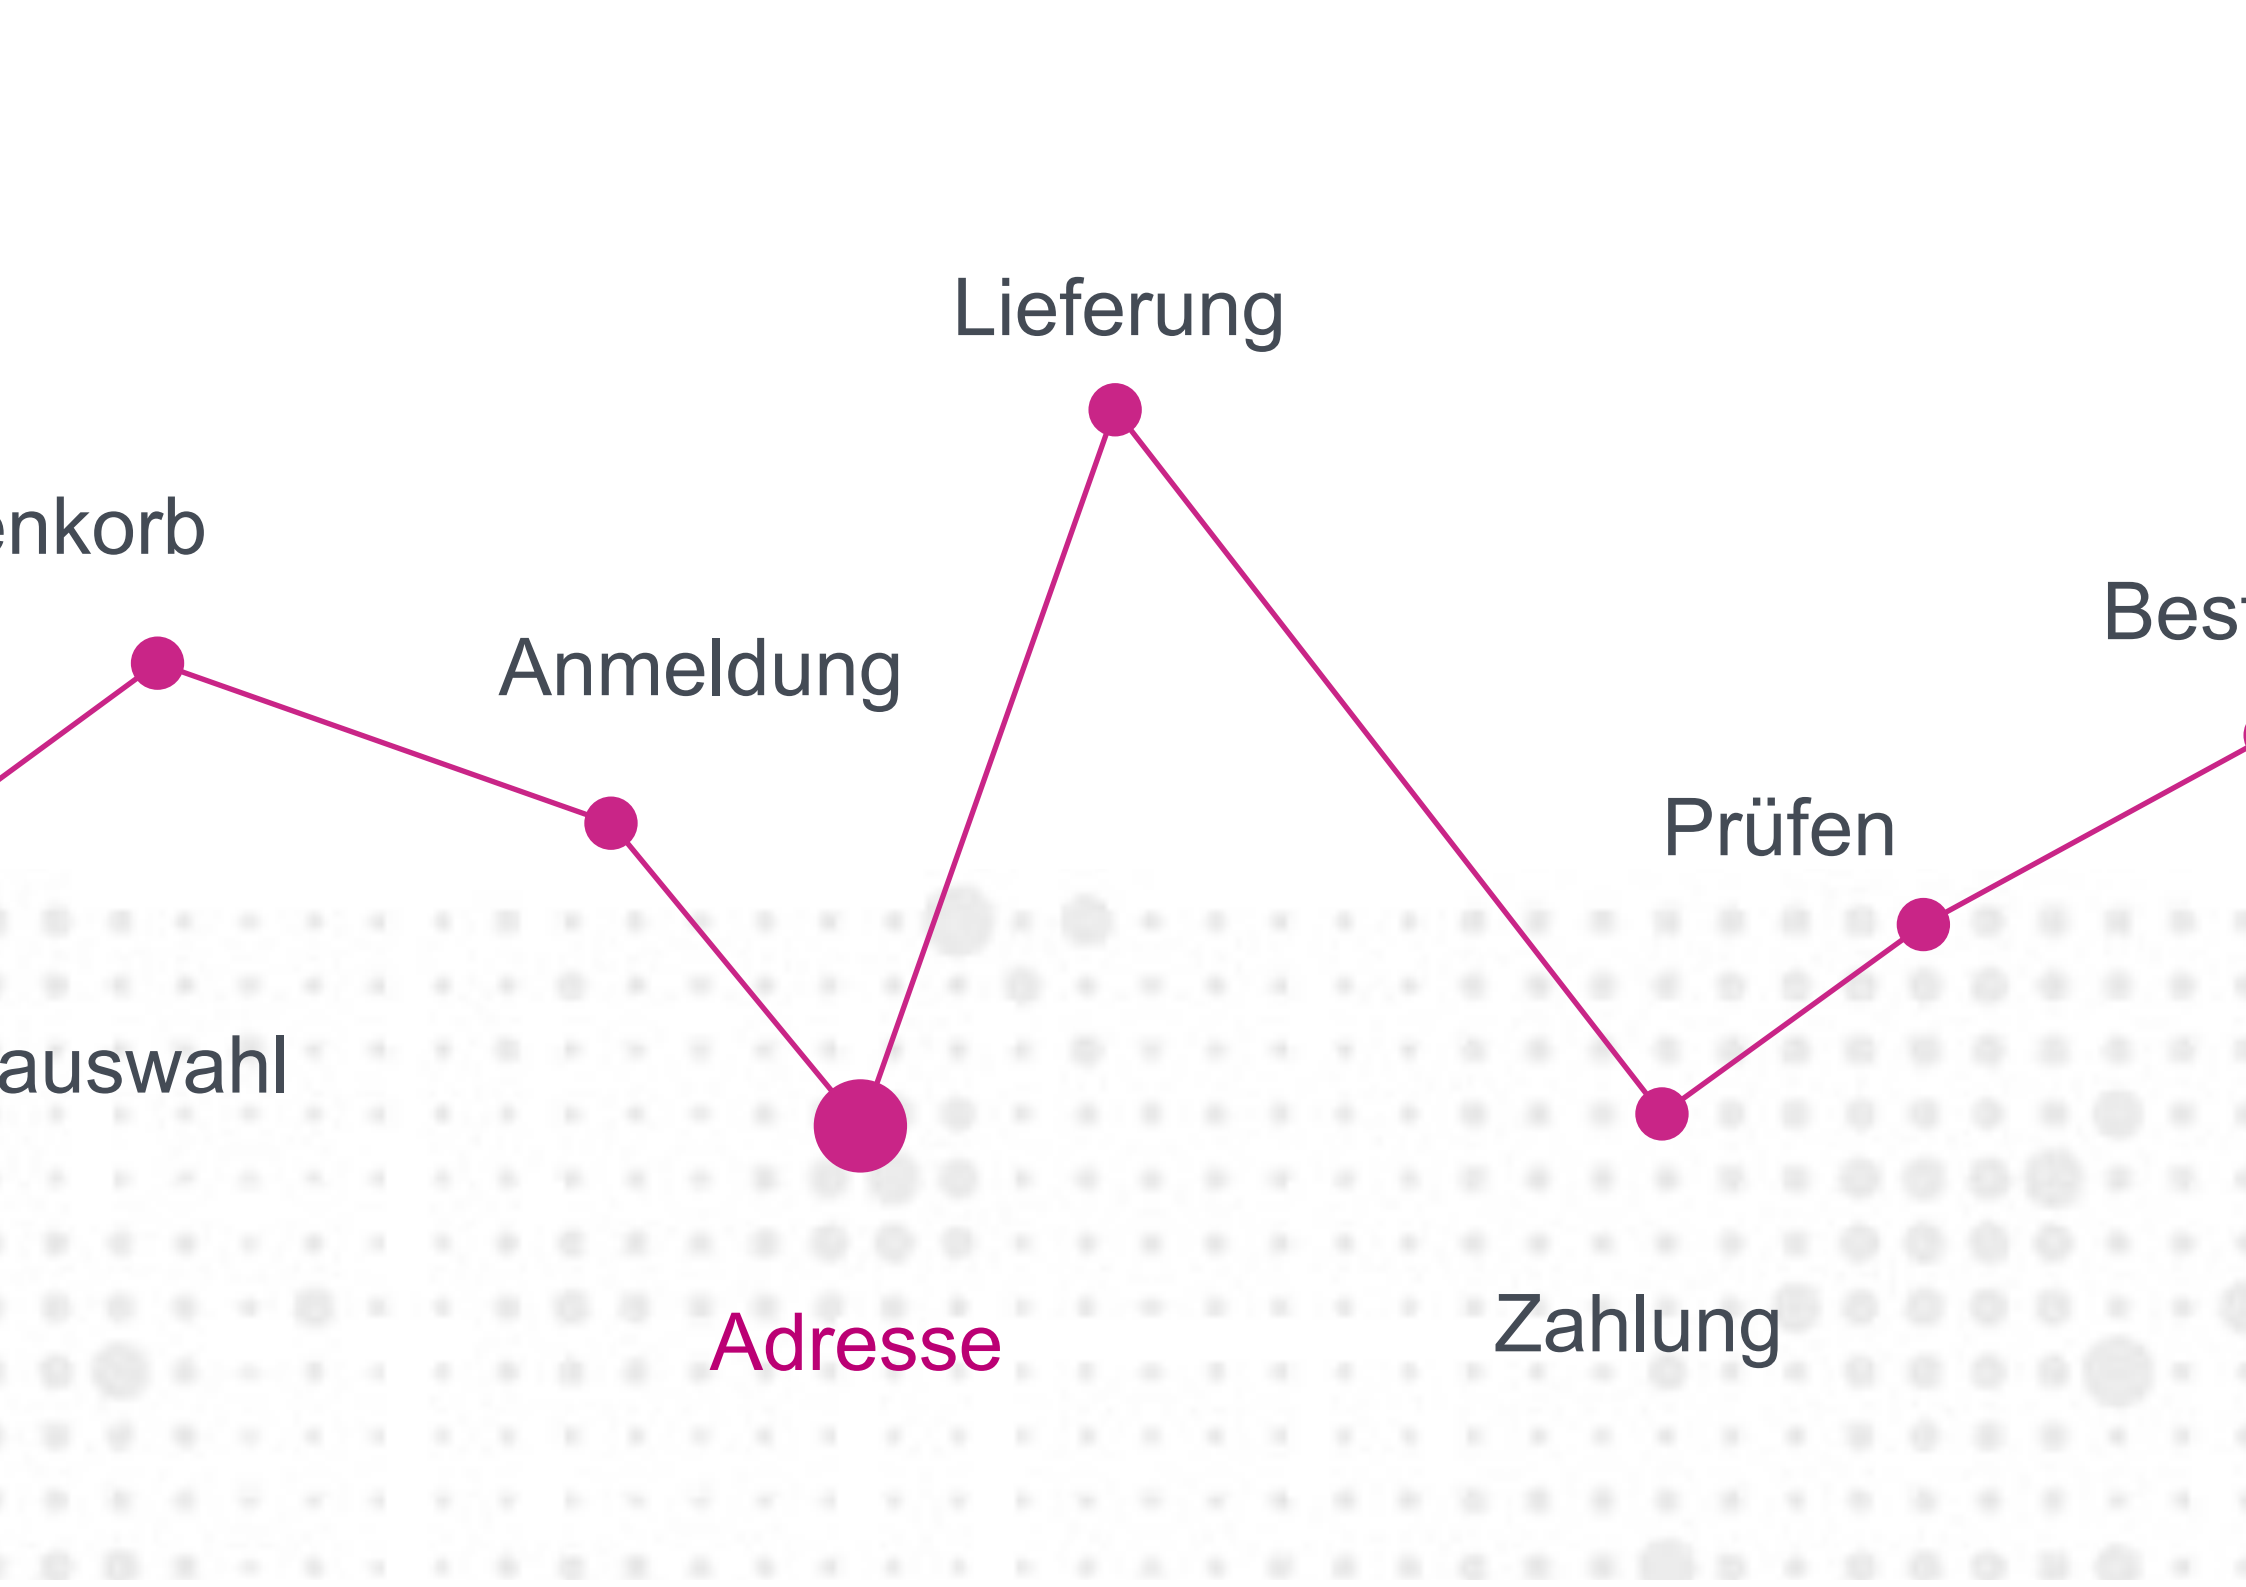 Lieferung
enkorb
Anmeldung
Best
Prüfen
auswahl
Adresse
Zahlung